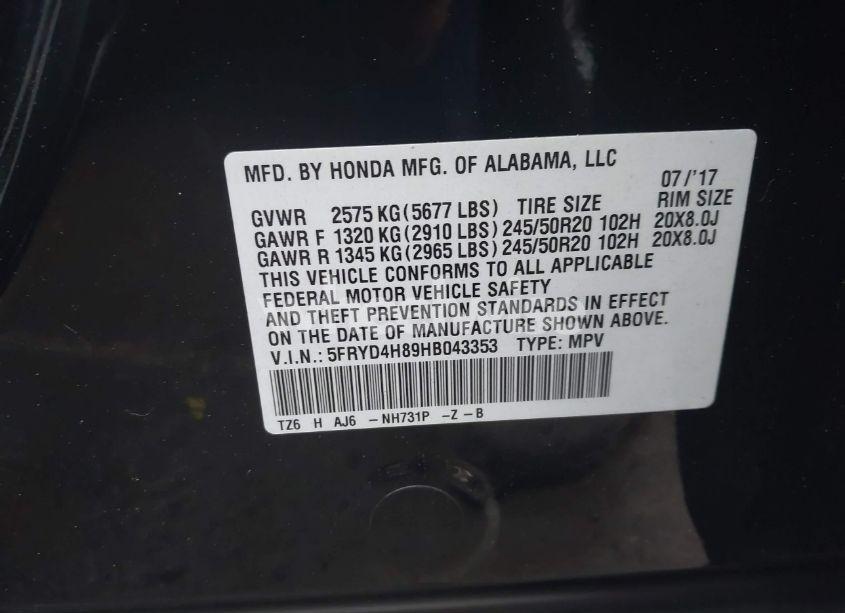 MFD. BY HONDA MFG. OF ALABAMA, LLC
07/'17
GVWR 2575 KG(5677 LBS) TIRE SIZE RIM SIZE
GAWR F 1320 KG(2910 LBS) 245/50R20 102H 20X8.0J
GAWR R 1345 KG(2965 LBS) 245/50R20 102H 20X8.0J
THIS VEHICLE CONFORMS TO ALL APPLICABLE
FEDERAL MOTOR VEHICLE SAFETY
AND THEFT PREVENTION STANDARDS IN EFFECT
ON THE DATE OF MANUFACTURE SHOWN ABOVE.
V.I.N.: 5FRYD4H89HB043353 TYPE: MPV
TZ6 H AJ6 -NH731P -Z-B